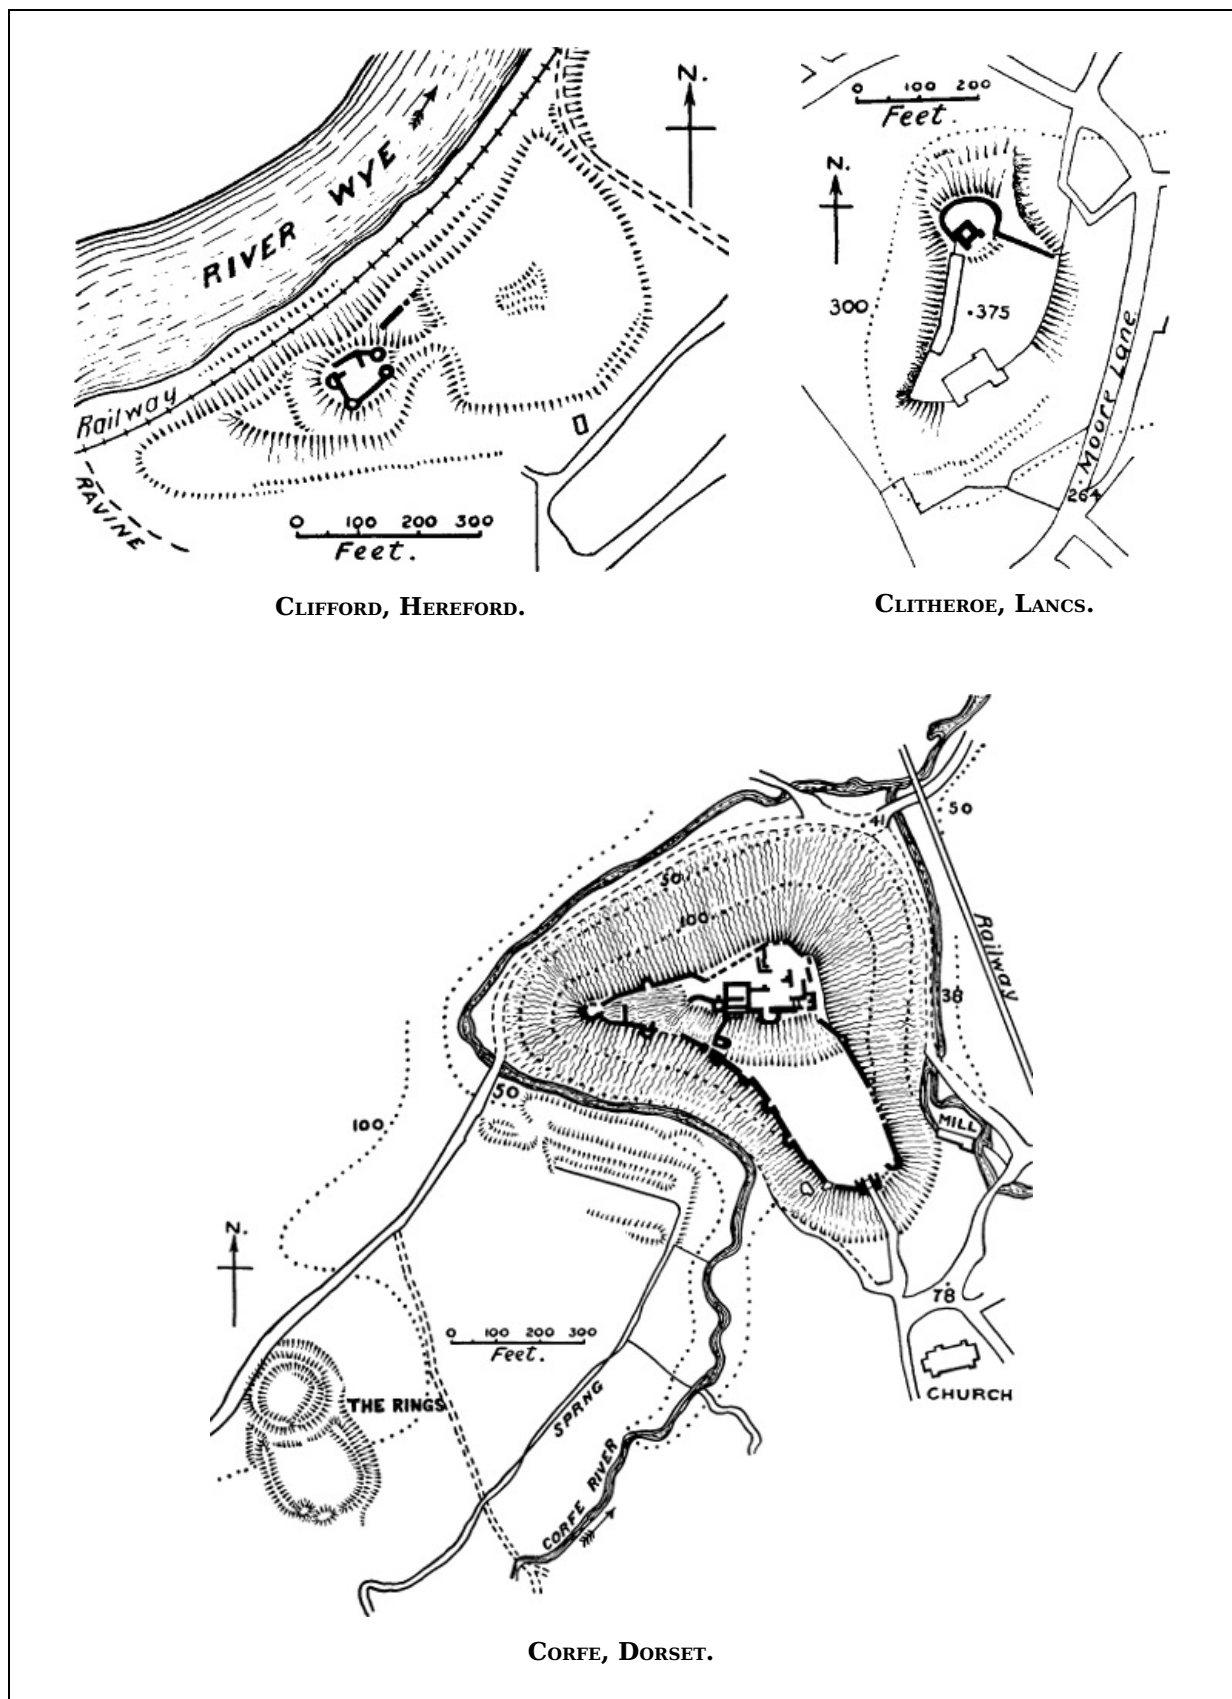 N.
RIVER WYE
Railway
RAVINE
0 100 200 300
Feet.
CLIFFORD, HEREFORD.
0 100 200
Feet.
N.
300
.375
Moore Lane
264
CLITHEROE, LANCS.
50
41
50
100
Railway
38
50
100
MILL
N.
78
0 100 200 300
Feet.
THE RINGS
CHURCH
SPRNG
CORFE RIVER
100
CORFE, DORSET.